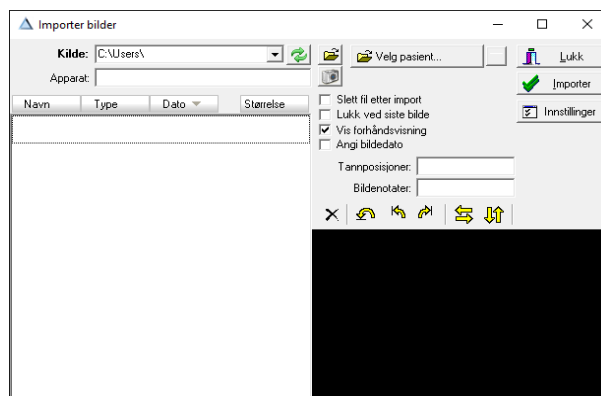 Importer bilder
Kilde: C:\Users\
Velg pasient...
Lukk
Apparat:
Importer
Navn Type Dato Størrelse
Slett fil etter import
Innstillinger
Lukk ved siste bilde
Vis forhåndsvisning
Angi bildedato
Tannposisjoner:
Bildenotater: